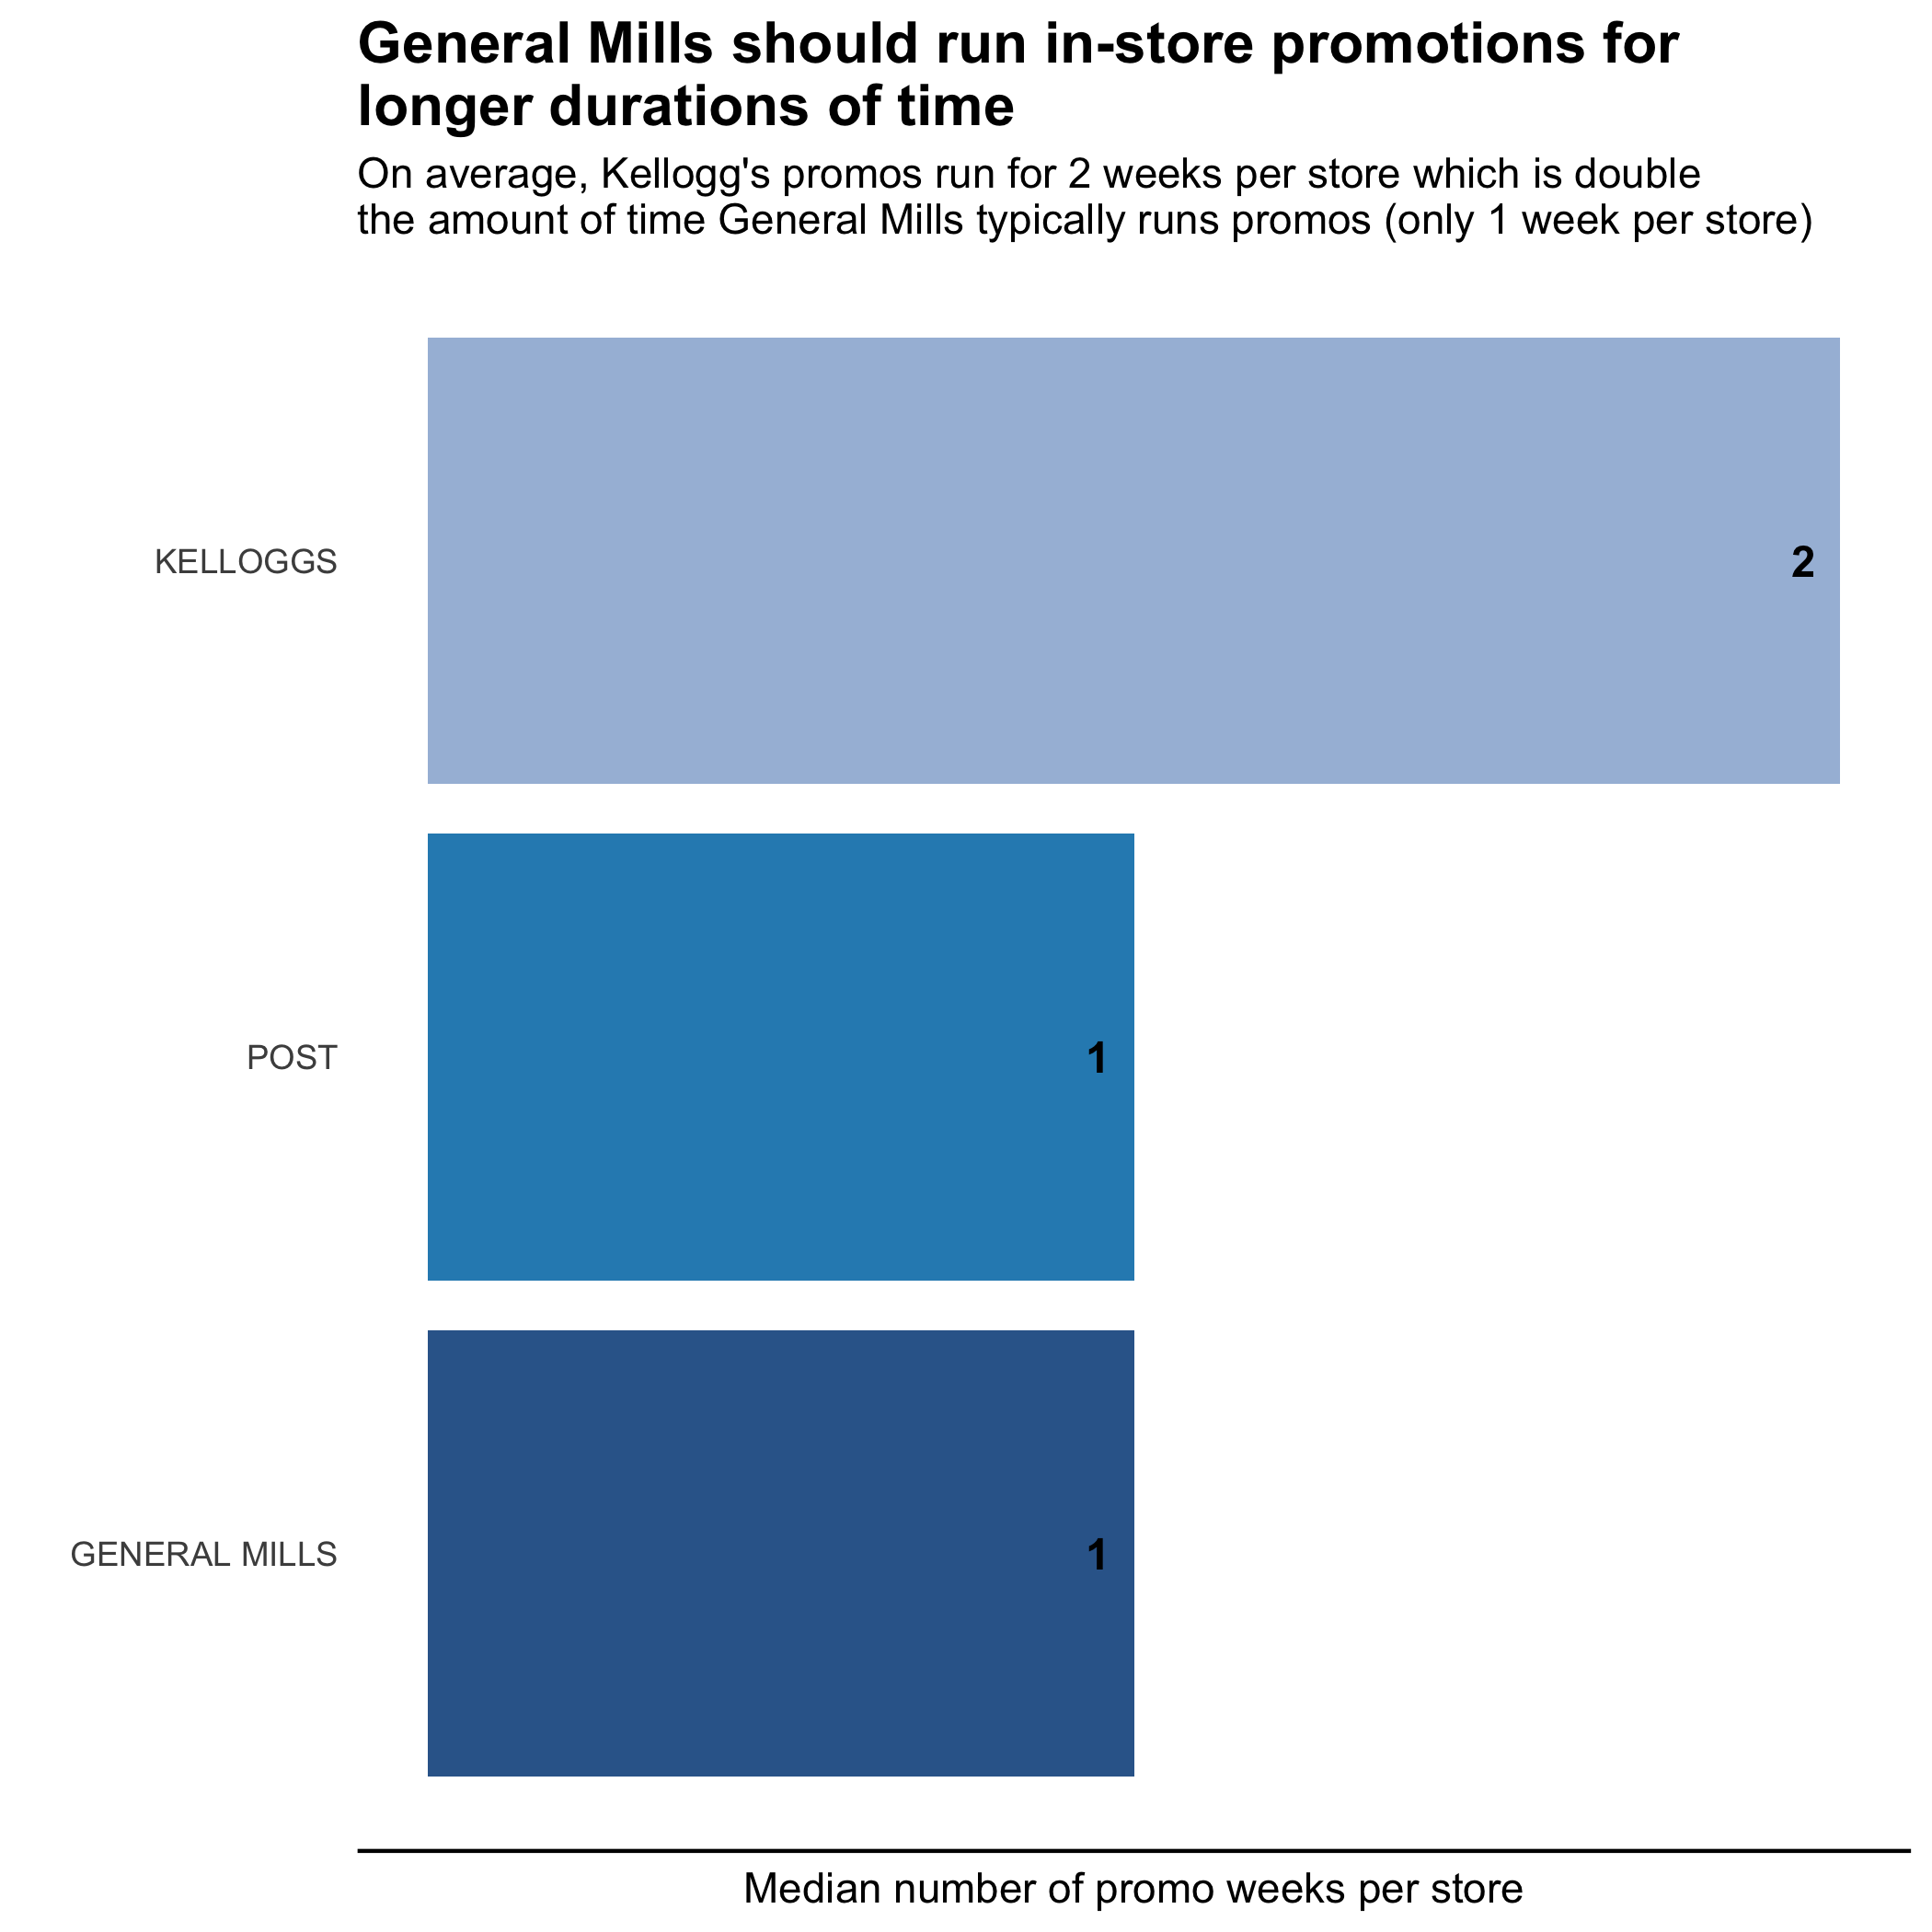 General Mills should run in-store promotions for
longer durations of time
On average, Kellogg's promos run for 2 weeks per store which is double
the amount of time General Mills typically runs promos (only 1 week per store)
KELLOGGS
2
POST
1
GENERAL MILLS
1
Median number of promo weeks per store